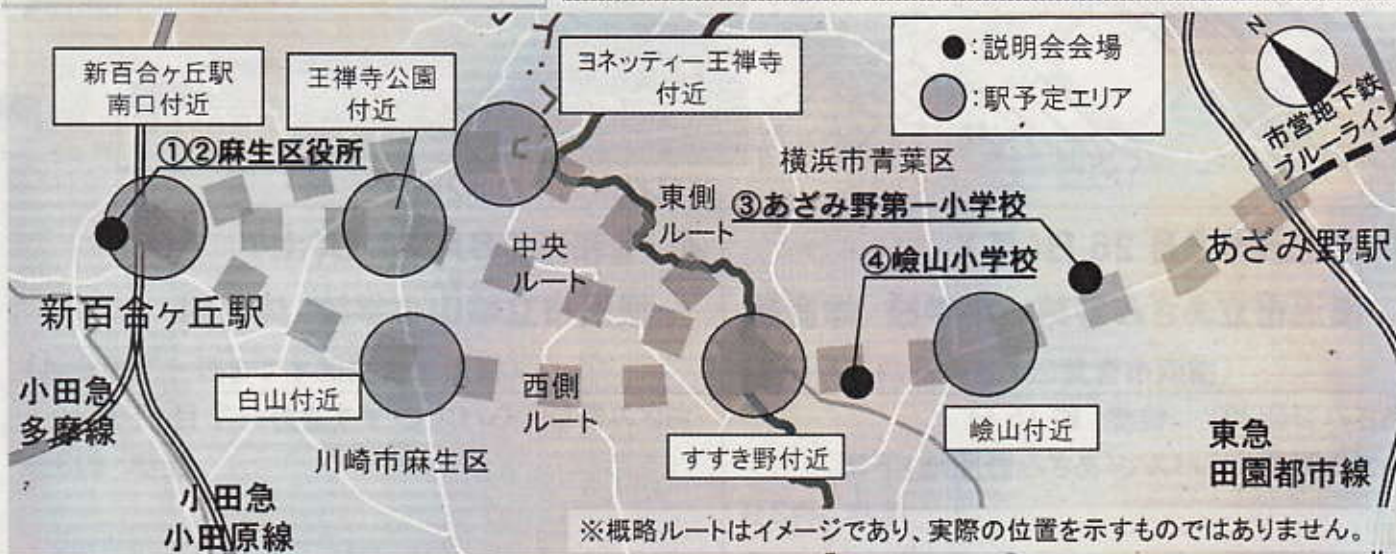 新百合ヶ丘駅
南口付近
王禅寺公園
付近
ヨネッティー王禅寺
付近
●:説明会会場
○:駅予定エリア
N
市営地下鉄
ブルーライン
①②麻生区役所
横浜市青葉区
東側
ルート
③あざみ野第一小学校
中央
ルート
④嶮山小学校
あざみ野駅
新百合ヶ丘駅
小田急
多摩線
白山付近
西側
ルート
すすき野付近
嶮山付近
東急
田園都市線
川崎市麻生区
小田急
小田原線
※概略ルートはイメージであり、実際の位置を示すものではありません。